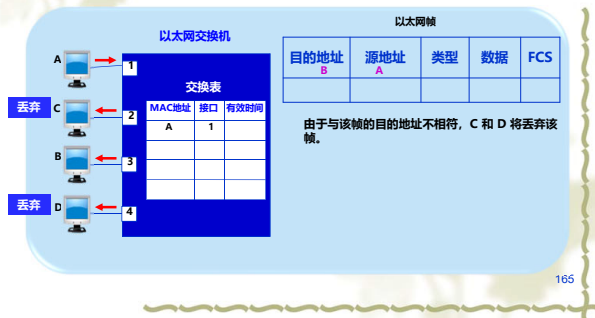 以太网帧
以太网交换机
目的地址 源地址 类型 数据 FCS
B A
A
1
交换表
丢弃
C
2
MAC地址 接口 有效时间
A 1
由于与该帧的目的地址不相符，C 和 D 将丢弃该
帧。
B
3
丢弃
D
4
165